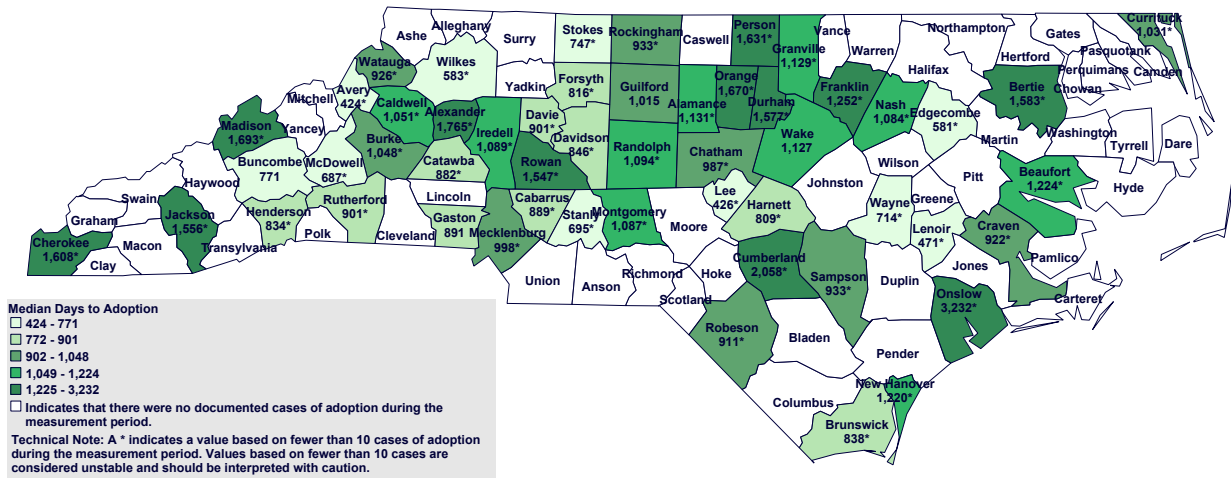 Ashe
Alleghany
Surry
Stokes
747*
Rockingham
933*
Caswell
Person
1,631*
Granville
1,129*
Vance
Warren
Northampton
Gates
Currituck
1,031*
Pasquotank
Camden
Hertford
Perquimans
Chowan
Halifax
Watauga
926*
Wilkes
583*
Yadkin
Forsyth
816*
Guilford
1,015
Alamance
1,131*
Orange
1,670*
Durham
1,577*
Franklin
1,252*
Nash
1,084*
Edgecombe
581*
Bertie
1,583*
Martin
Washington
Tyrrell
Dare
Mitchell
Avery
424*
Caldwell
1,051*
Alexander
1,765*
Iredell
1,089*
Davie
901*
Davidson
846*
Randolph
1,094*
Chatham
987*
Wake
1,127
Madison
1,693*
Yancey
Burke
1,048*
Catawba
882*
Rowan
1,547*
Wilson
Pitt
Beaufort
1,224*
Hyde
Buncombe
771
McDowell
687*
Lincoln
Johnston
Greene
Haywood
Swain
Graham
Jackson
1,556*
Henderson
834*
Rutherford
901*
Gaston
891
Cabarrus
889*
Stanly
695*
Montgomery
1,087*
Lee
426*
Harnett
809*
Wayne
714*
Lenoir
471*
Craven
922*
Cherokee
1,608*
Macon
Clay
Transylvania
Polk
Cleveland
Mecklenburg
998*
Moore
Pamlico
Jones
Union
Anson
Richmond
Hoke
Scotland
Cumberland
2,058*
Sampson
933*
Duplin
Onslow
3,232*
Carteret
Robeson
911*
Bladen
Pender
New Hanover
1,220*
Columbus
Brunswick
838*
Median Days to Adoption
424 - 771
772 - 901
902 - 1,048
1,049 - 1,224
1,225 - 3,232
Indicates that there were no documented cases of adoption during the
measurement period.
Technical Note: A * indicates a value based on fewer than 10 cases of adoption
during the measurement period. Values based on fewer than 10 cases are
considered unstable and should be interpreted with caution.